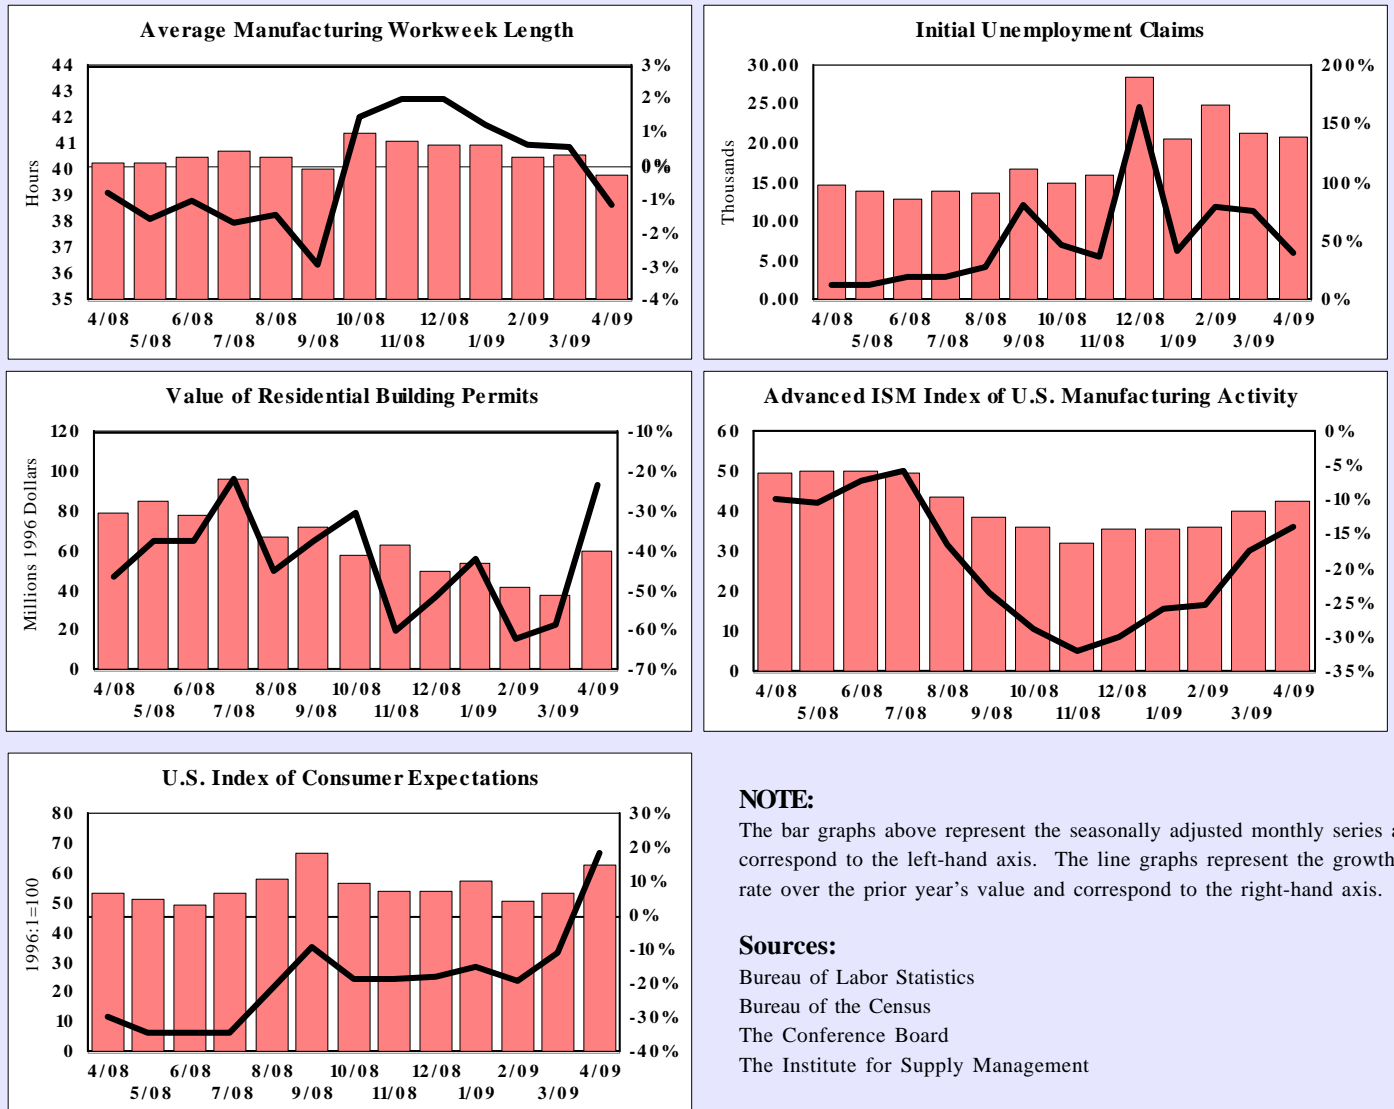 Average Manufacturing Workweek Length
44
43
42
41
40
39
38
37
36
35
Hours
3%
2%
1%
0%
-1%
-2%
-3%
-4%
4/08 6/08 8/08 10/08 12/08 2/09 4/09
5/08 7/08 9/08 11/08 1/09 3/09
Initial Unemployment Claims
30.00
25.00
20.00
15.00
10.00
5.00
0.00
Thousands
200%
150%
100%
50%
0%
4/08 6/08 8/08 10/08 12/08 2/09 4/09
5/08 7/08 9/08 11/08 1/09 3/09
Value of Residential Building Permits
120
100
80
60
40
20
0
Millions 1996 Dollars
-10%
-20%
-30%
-40%
-50%
-60%
-70%
4/08 6/08 8/08 10/08 12/08 2/09 4/09
5/08 7/08 9/08 11/08 1/09 3/09
Advanced ISM Index of U.S. Manufacturing Activity
60
50
40
30
20
10
0
0%
-5%
-10%
-15%
-20%
-25%
-30%
-35%
4/08 6/08 8/08 10/08 12/08 2/09 4/09
5/08 7/08 9/08 11/08 1/09 3/09
U.S. Index of Consumer Expectations
80
70
60
50
40
30
20
10
0
1996:1=100
30%
20%
10%
0%
-10%
-20%
-30%
-40%
4/08 6/08 8/08 10/08 12/08 2/09 4/09
5/08 7/08 9/08 11/08 1/09 3/09
NOTE:
The bar graphs above represent the seasonally adjusted monthly series
correspond to the left-hand axis. The line graphs represent the growth
rate over the prior year's value and correspond to the right-hand axis.
Sources:
Bureau of Labor Statistics
Bureau of the Census
The Conference Board
The Institute for Supply Management